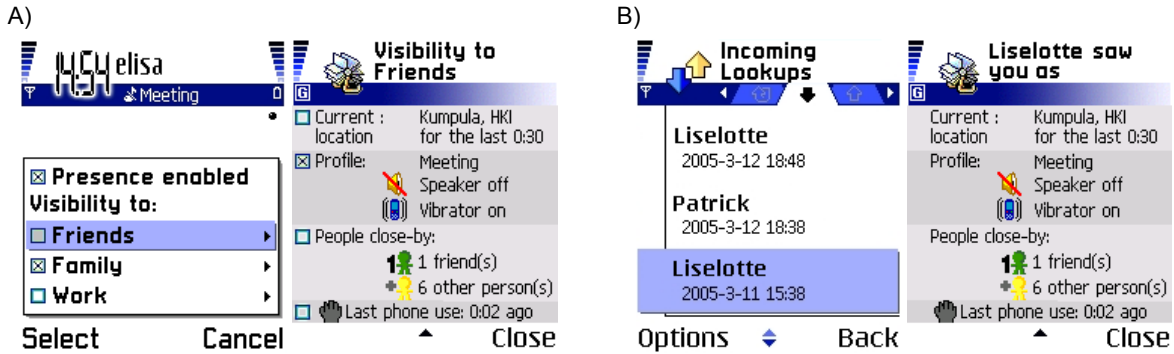 A)
14:54 elisa
Meeting
Presence enabled
Visibility to:
Friends
Family
Work
Select Cancel
Visibility to
Friends
G
Current : Kumpula, HKI
location for the last 0:30
Profile: Meeting
Speaker off
Vibrator on
People close-by:
1 1 friend(s)
+ 6 other person(s)
Last phone use: 0:02 ago
Close
B)
Incoming
Lookups
Liselotte
2005-3-12 18:48
Patrick
2005-3-12 18:38
Liselotte
2005-3-11 15:38
Options Back
Liselotte saw
you as
G
Current : Kumpula, HKI
location for the last 0:30
Profile: Meeting
Speaker off
Vibrator on
People close-by:
1 1 friend(s)
+ 6 other person(s)
Last phone use: 0:02 ago
Close